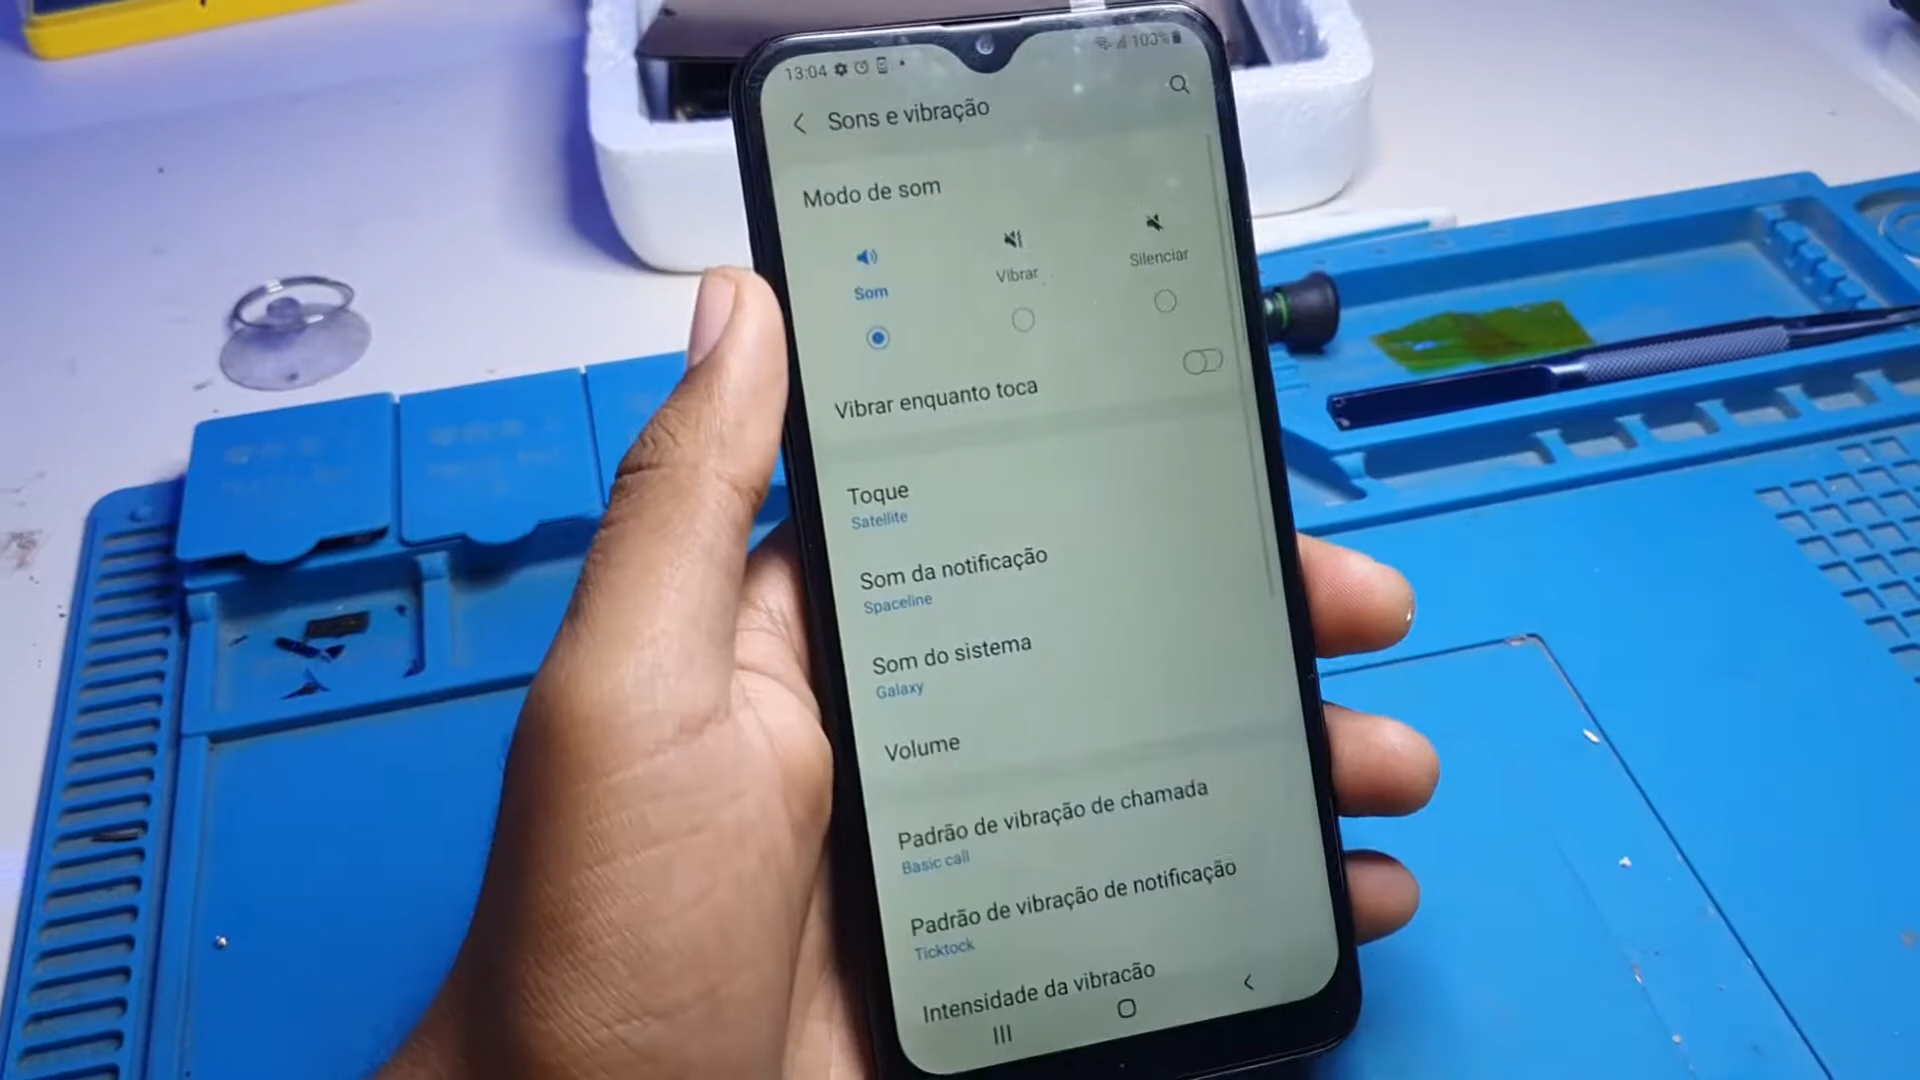 13:04
100%
Sons e vibração
Modo de som
Som
Vibrar
Silenciar
Vibrar enquanto toca
Toque
Satellite
Som da notificação
Spaceline
Som do sistema
Galaxy
Volume
Padrão de vibração de chamada
Basic call
Padrão de vibração de notificação
Ticktock
Intensidade da vibração